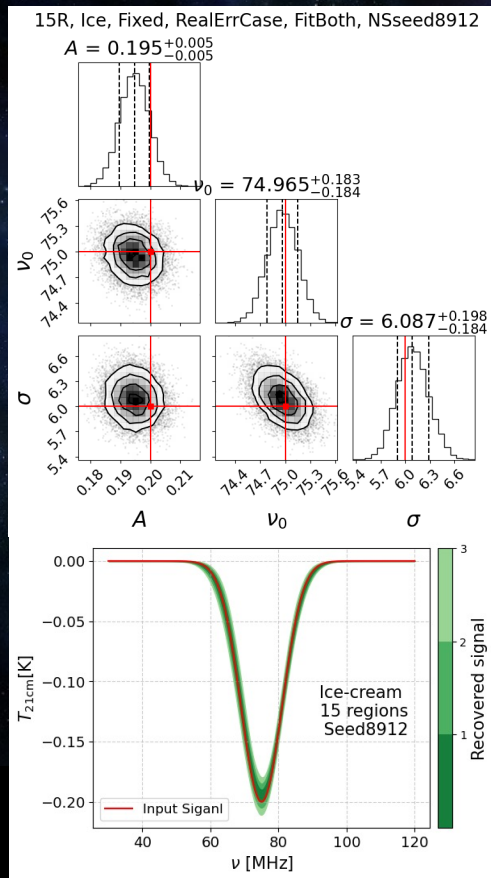 15R, Ice, Fixed, RealErrCase, FitBoth, NSseed8912
A = 0.195+0.005 -0.005
ν0 = 74.965+0.183 -0.184
σ = 6.087+0.198 -0.184
ν0
75.6
75.3
75.0
74.7
74.4
σ
6.6
6.3
6.0
5.7
5.4
0.18
0.19
0.20
0.21
74.4
74.7
75.0
75.3
75.6
5.4
5.7
6.0
6.3
6.6
A
ν0
σ
T21cm[K]
0.00
−0.05
−0.10
−0.15
−0.20
Ice-cream
15 regions
Seed8912
Input Siganl
40
60
80
100
120
ν [MHz]
3
2
1
Recovered signal